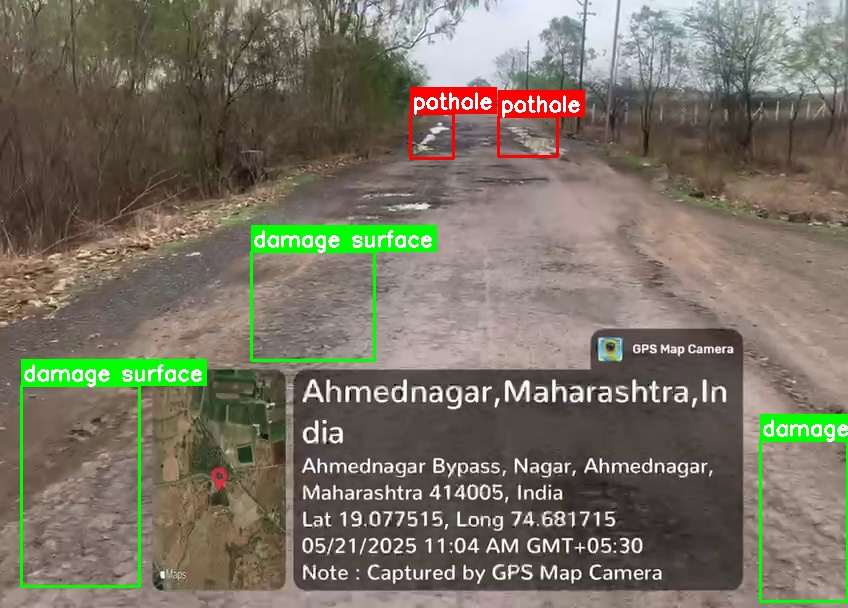 pothole pothole
damage surface
damage surface
damage
GPS Map Camera
Ahmednagar,Maharashtra,In
dia
Ahmednagar Bypass, Nagar, Ahmednagar,
Maharashtra 414005, India
Lat 19.077515, Long 74.681715
05/21/2025 11:04 AM GMT+05:30
Note : Captured by GPS Map Camera
Maps